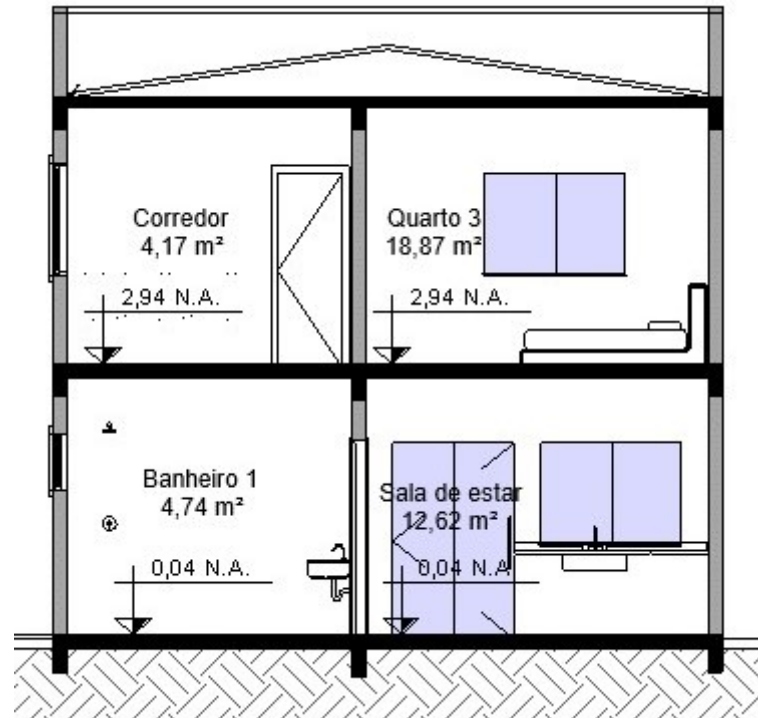 Corredor
4,17 m²
2,94 N.A.
Quarto 3
18,87 m²
2,94 N.A.
Banheiro 1
4,74 m²
0,04 N.A.
Sala de estar
12,62 m²
0,04 N.A.